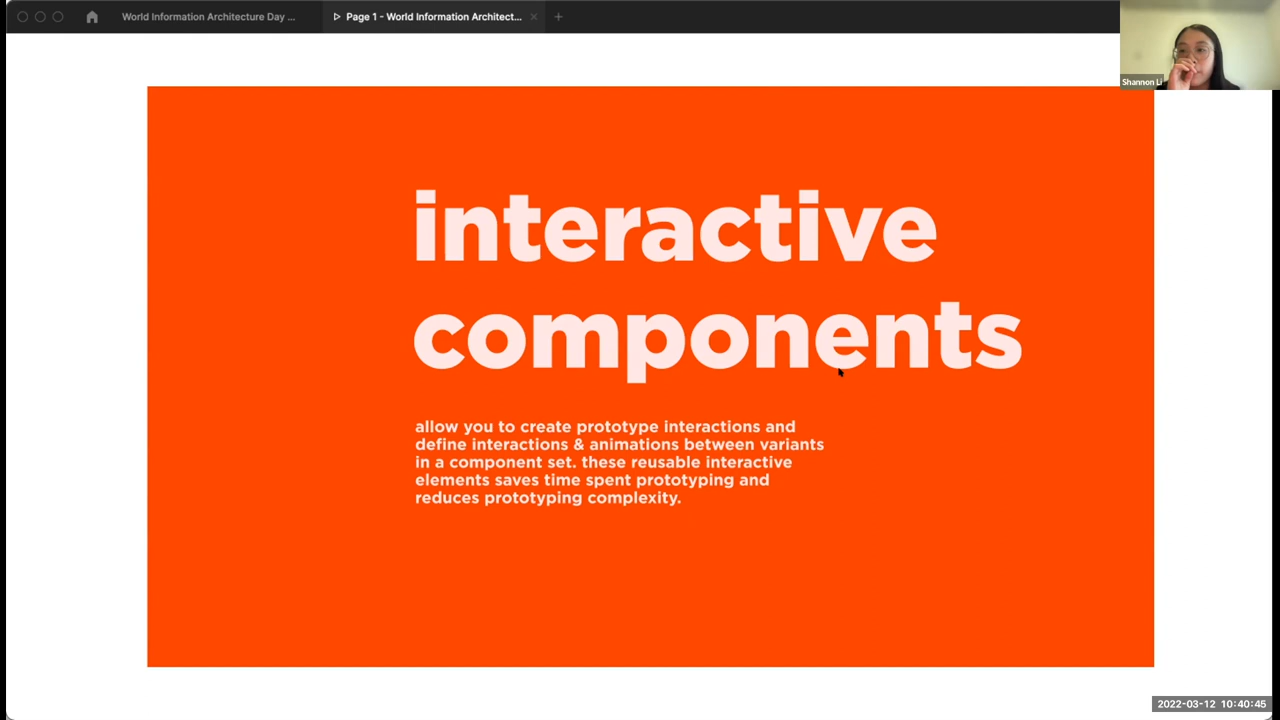 World Information Architecture Day ...
Page 1 - World Information Architect...
Shannon Li
interactive
components
allow you to create prototype interactions and
define interactions & animations between variants
in a component set. these reusable interactive
elements saves time spent prototyping and
reduces prototyping complexity.
2022-03-12 10:40:45